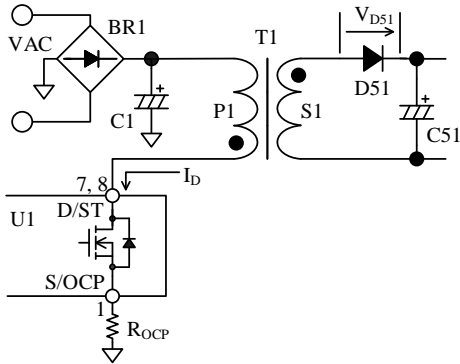 VAC
BR1
C1
P1
T1
S1
V_D51
D51
C51
7, 8
I_D
U1
D/ST
S/OCP
1
R_OCP
+
+